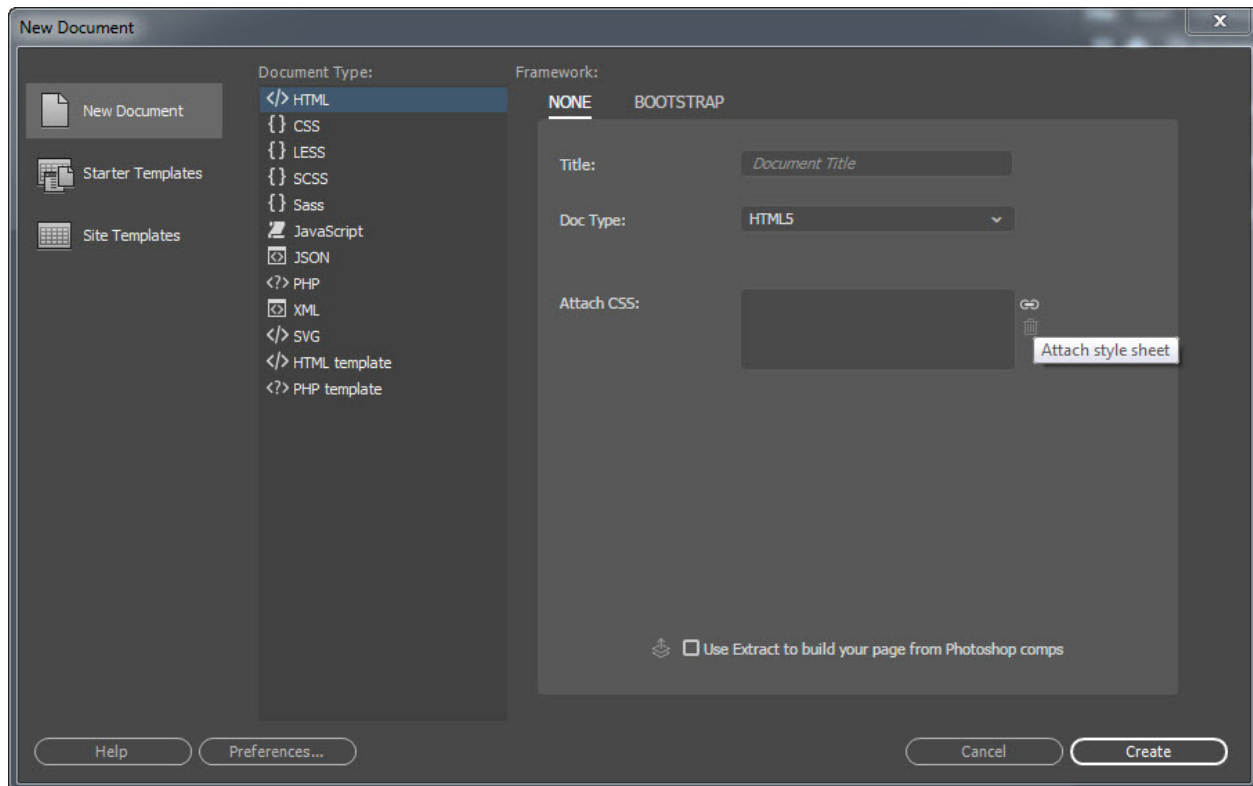 New Document
x
New Document
Starter Templates
Site Templates
Document Type:
</> HTML
{} CSS
{} LESS
{} SCSS
{} Sass
JavaScript
JSON
<?> PHP
XML
</> SVG
</> HTML template
<?> PHP template
Framework:
NONE BOOTSTRAP
Title: Document Title
Doc Type: HTML5
Attach CSS:
Attach style sheet
Use Extract to build your page from Photoshop comps
Help Preferences... Cancel Create